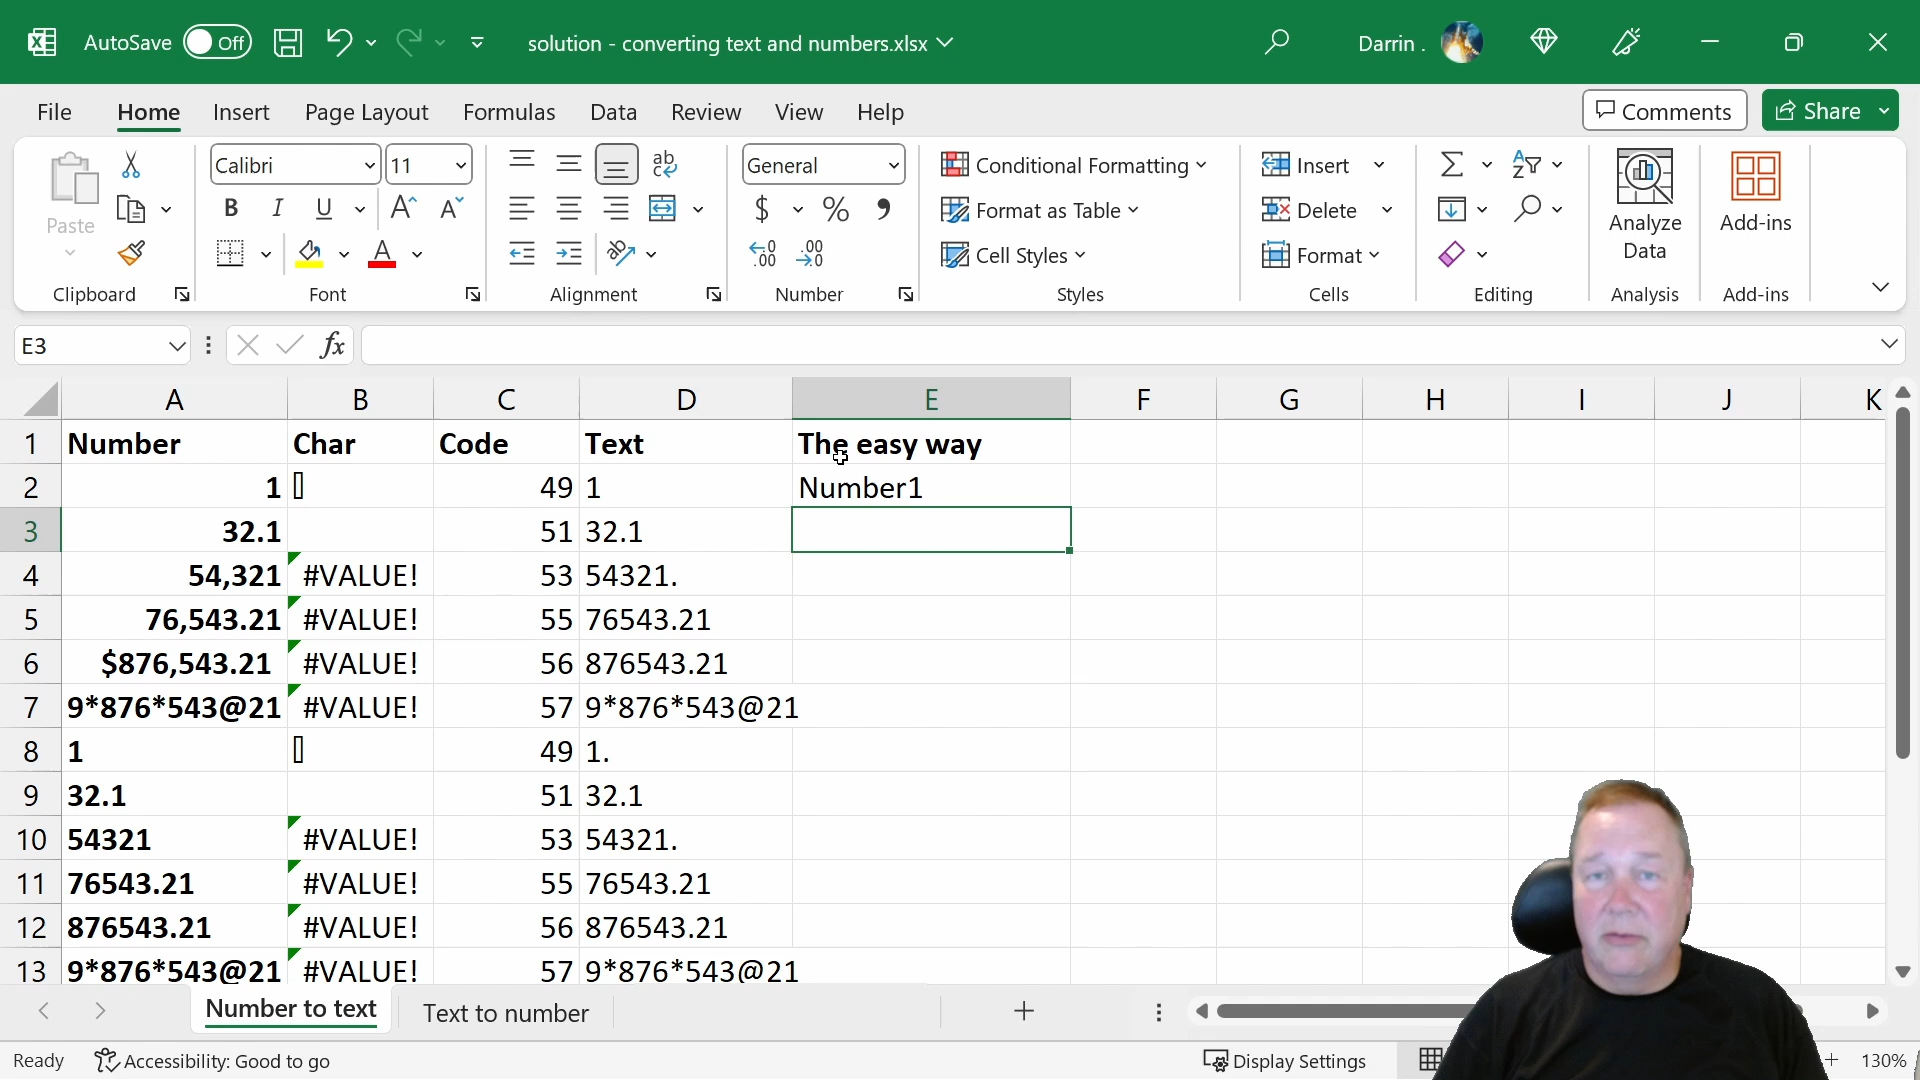 AutoSave Off solution - converting text and numbers.xlsx Darrin .
File Home Insert Page Layout Formulas Data Review View Help Comments Share
Paste
Clipboard
Calibri 11
B I U A A
A
Font
ab
c
ab
Alignment
General
$ % ,
.00 .00
.0
Number
Conditional Formatting
Format as Table
Cell Styles
Styles
Insert
Delete
Format
Cells
Editing
Analyze
Data
Analysis
Add-ins
Add-ins
E3 fx
A B C D E F G H I J K
1 Number Char Code Text The easy way
2 1 49 1 Number1
3 32.1 51 32.1
4 54,321 #VALUE! 53 54321.
5 76,543.21 #VALUE! 55 76543.21
6 $876,543.21 #VALUE! 56 876543.21
7 9*876*543@21 #VALUE! 57 9*876*543@21
8 1 49 1.
9 32.1 51 32.1
10 54321 #VALUE! 53 54321.
11 76543.21 #VALUE! 55 76543.21
12 876543.21 #VALUE! 56 876543.21
13 9*876*543@21 #VALUE! 57 9*876*543@21
Number to text Text to number
Ready Accessibility: Good to go Display Settings + 130%